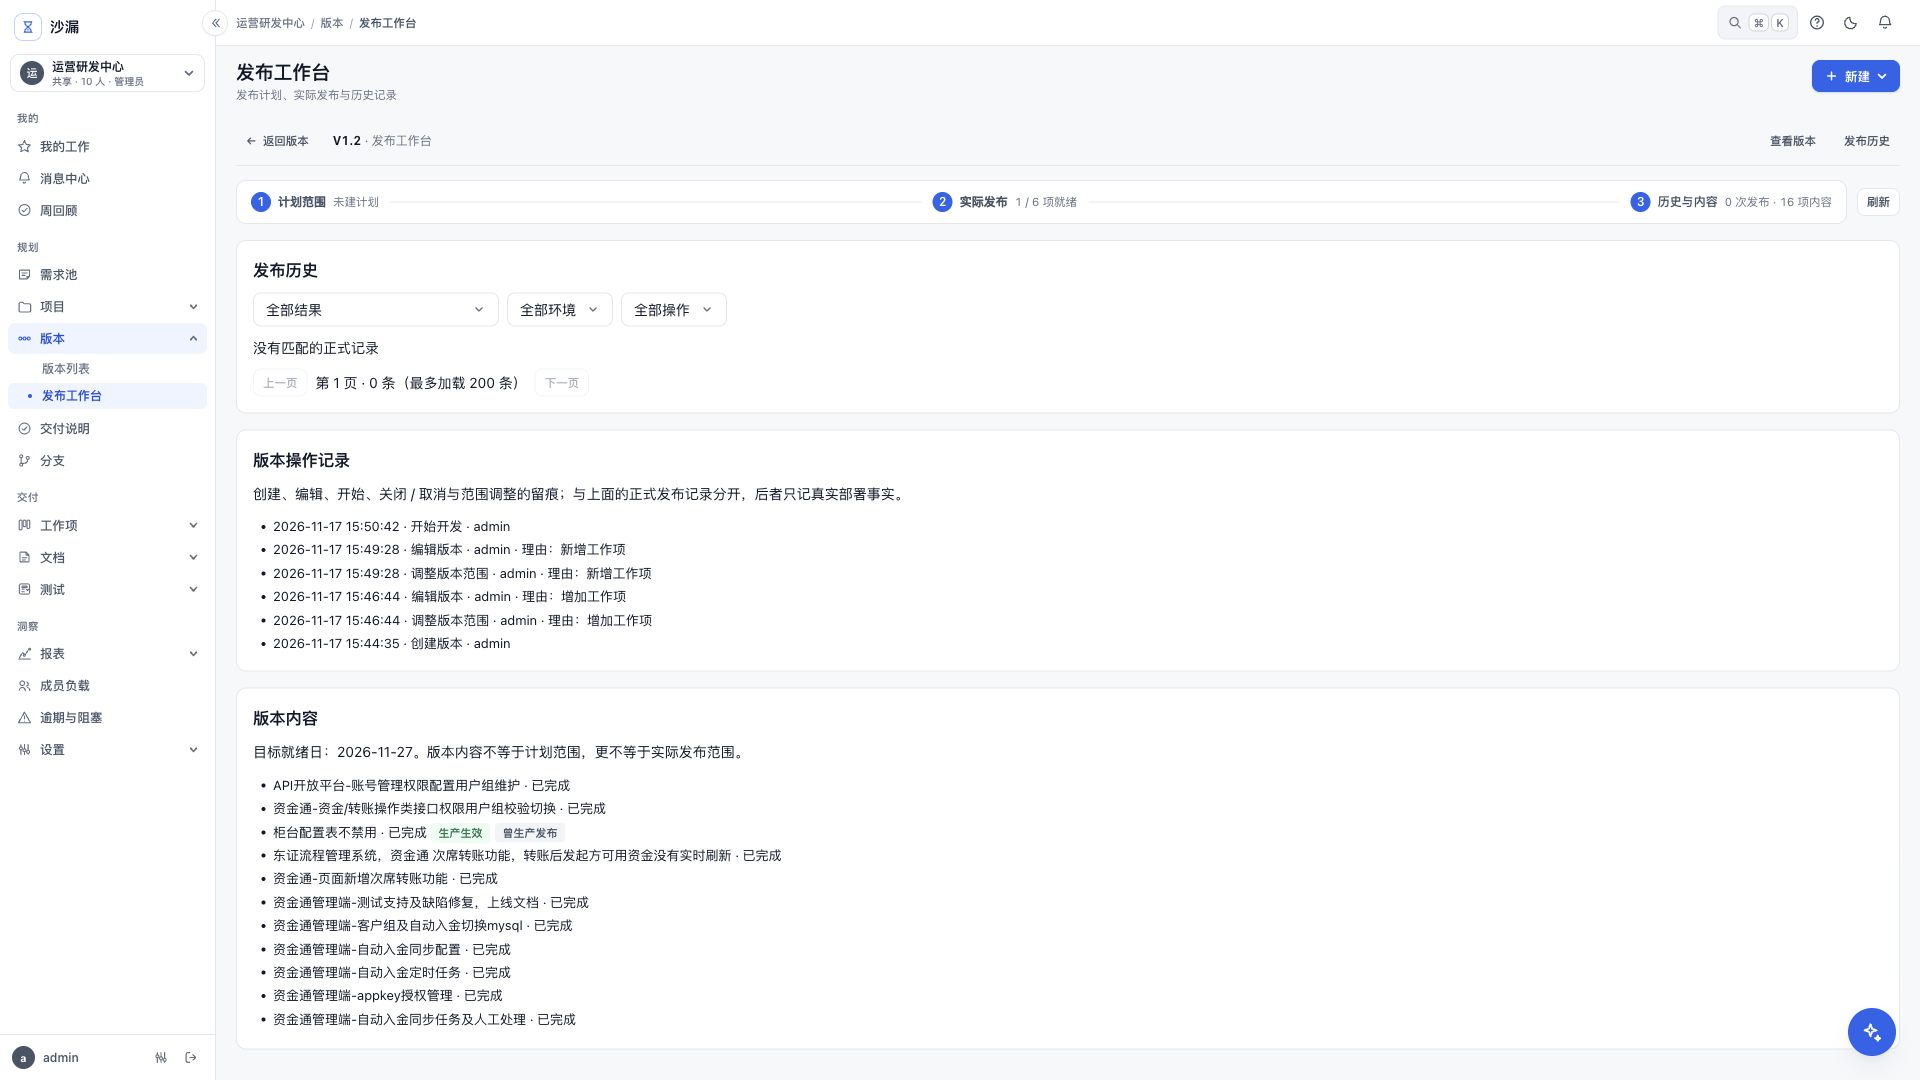 沙漏
运营研发中心 / 版本 / 发布工作台
⌘ K
运
运营研发中心
共享 · 10 人 · 管理员
我的
我的工作
消息中心
周回顾
规划
需求池
项目
版本
版本列表
发布工作台
交付说明
分支
交付
工作项
文档
测试
洞察
报表
成员负载
逾期与阻塞
设置
a admin
发布工作台
发布计划、实际发布与历史记录
+ 新建
← 返回版本 V1.2 · 发布工作台 查看版本 发布历史
1 计划范围 未建计划 2 实际发布 1 / 6 项就绪 3 历史与内容 0 次发布 · 16 项内容 刷新
发布历史
全部结果 全部环境 全部操作
没有匹配的正式记录
上一页 第 1 页 · 0 条（最多加载 200 条） 下一页
版本操作记录
创建、编辑、开始、关闭 / 取消与范围调整的留痕；与上面的正式发布记录分开，后者只记真实部署事实。
• 2026-11-17 15:50:42 · 开始开发 · admin
• 2026-11-17 15:49:28 · 编辑版本 · admin · 理由：新增工作项
• 2026-11-17 15:49:28 · 调整版本范围 · admin · 理由：新增工作项
• 2026-11-17 15:46:44 · 编辑版本 · admin · 理由：增加工作项
• 2026-11-17 15:46:44 · 调整版本范围 · admin · 理由：增加工作项
• 2026-11-17 15:44:35 · 创建版本 · admin
版本内容
目标就绪日：2026-11-27。版本内容不等于计划范围，更不等于实际发布范围。
• API开放平台-账号管理权限配置用户组维护 · 已完成
• 资金通-资金/转账操作类接口权限用户组校验切换 · 已完成
• 柜台配置表不禁用 · 已完成 生产生效 曾生产发布
• 东证流程管理系统，资金通 次席转账功能，转账后发起方可用资金没有实时刷新 · 已完成
• 资金通-页面新增次席转账功能 · 已完成
• 资金通管理端-测试支持及缺陷修复，上线文档 · 已完成
• 资金通管理端-客户组及自动入金切换mysql · 已完成
• 资金通管理端-自动入金同步配置 · 已完成
• 资金通管理端-自动入金定时任务 · 已完成
• 资金通管理端-appkey授权管理 · 已完成
• 资金通管理端-自动入金同步任务及人工处理 · 已完成